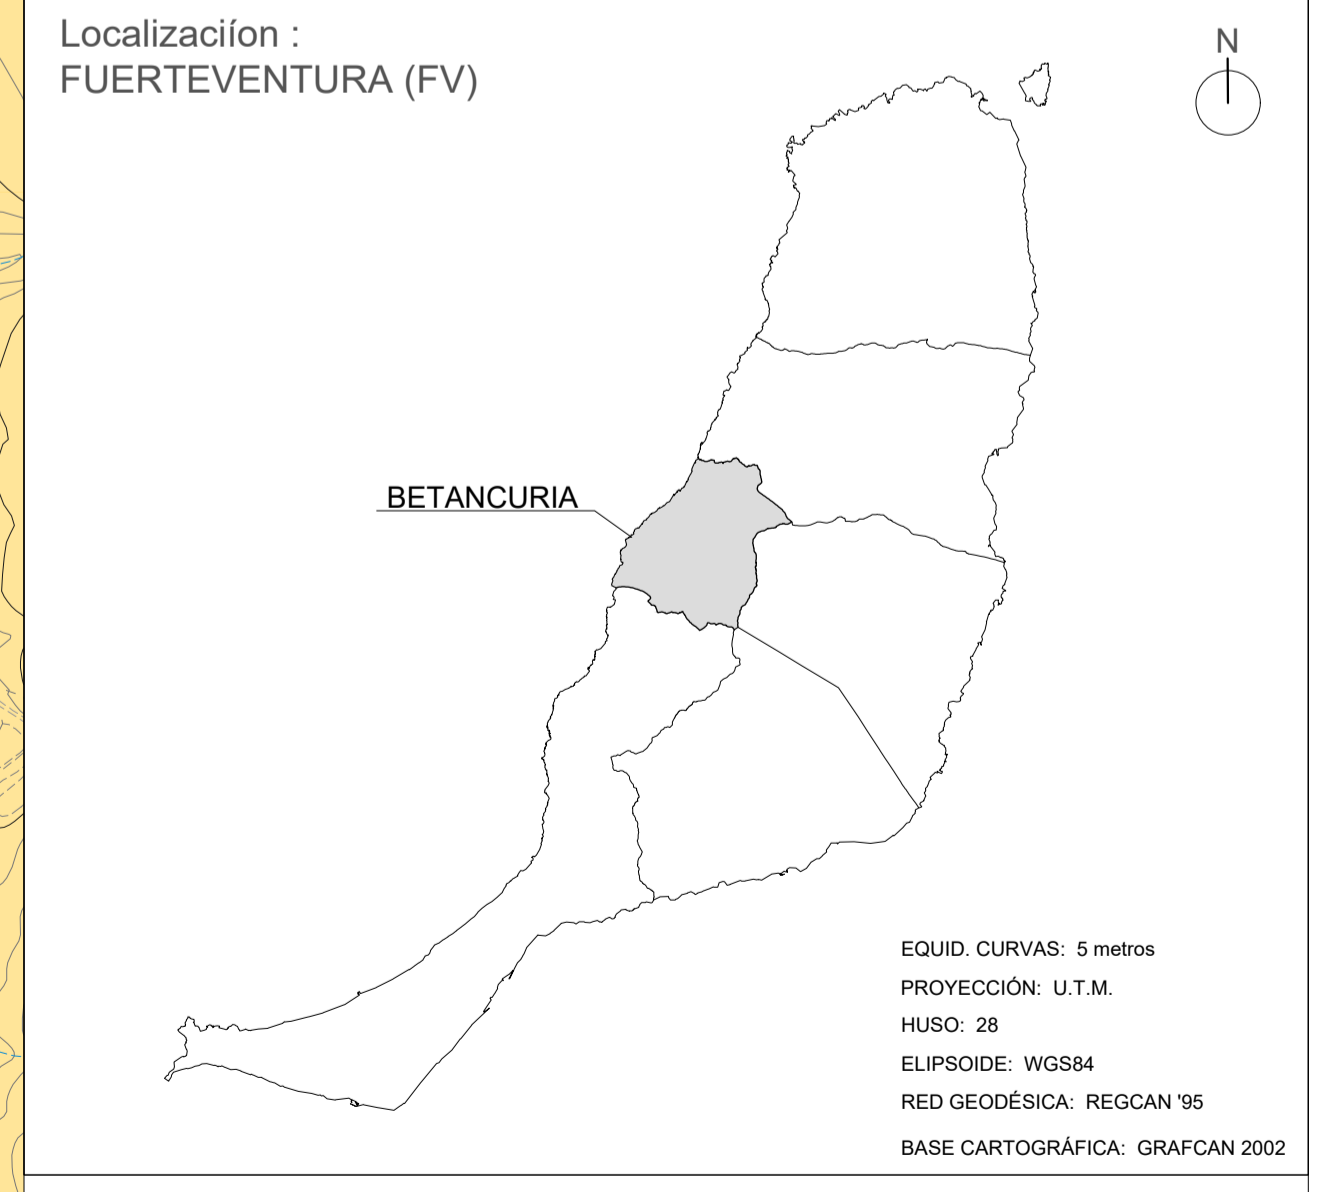 Localizaciíon :
FUERTEVENTURA (FV)
N
BETANCURIA
EQUID. CURVAS: 5 metros
PROYECCIÓN: U.T.M.
HUSO: 28
ELIPSOIDE: WGS84
RED GEODÉSICA: REGCAN '95
BASE CARTOGRÁFICA: GRAFCAN 2002